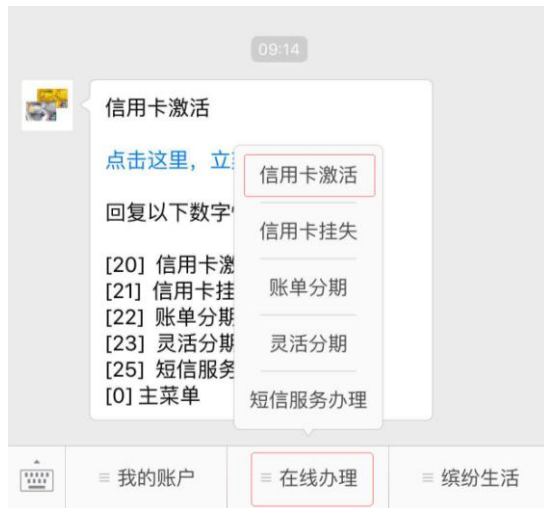 09:14
信用卡激活
点击这里，立
回复以下数字
[20] 信用卡激
[21] 信用卡挂
[22] 账单分期
[23] 灵活分期
[25] 短信服务
[0] 主菜单
信用卡激活
信用卡挂失
账单分期
灵活分期
短信服务办理
我的账户
在线办理
缤纷生活